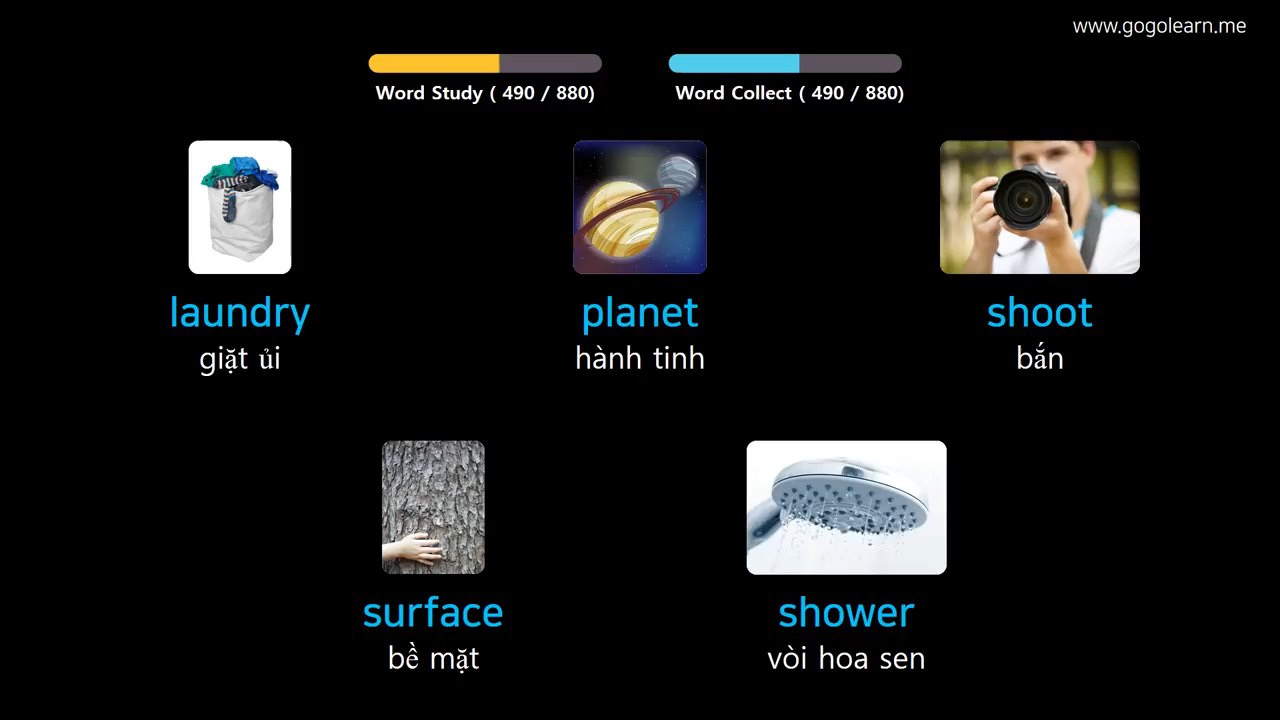 www.gogolearn.me
Word Study ( 490 / 880)
Word Collect ( 490 / 880)
laundry
giặt ủi
planet
hành tinh
shoot
bắn
surface
bề mặt
shower
vòi hoa sen